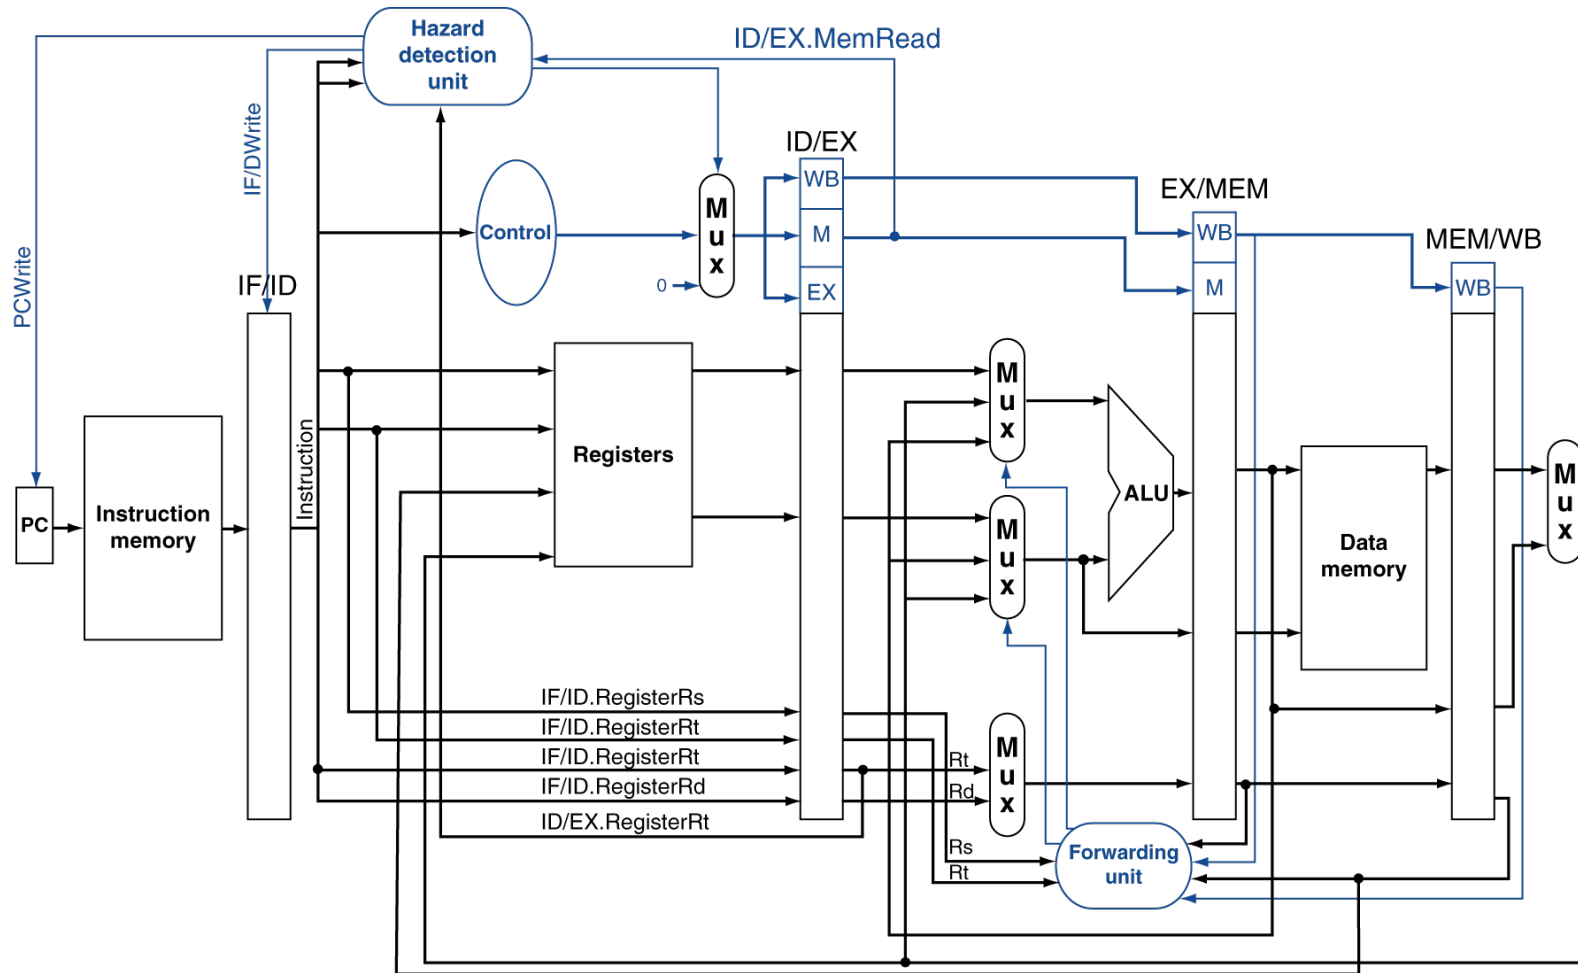 Hazard
detection
unit
ID/EX.MemRead
IF/DWrite
PCWrite
ID/EX
WB
M
EX
Control
M
u
x
0
EX/MEM
WB
M
MEM/WB
WB
IF/ID
Instruction
PC
Instruction
memory
Registers
M
u
x
M
u
x
ALU
Data
memory
M
u
x
IF/ID.RegisterRs
IF/ID.RegisterRt
IF/ID.RegisterRt
IF/ID.RegisterRd
ID/EX.RegisterRt
Rt
Rd
M
u
x
Rs
Rt
Forwarding
unit